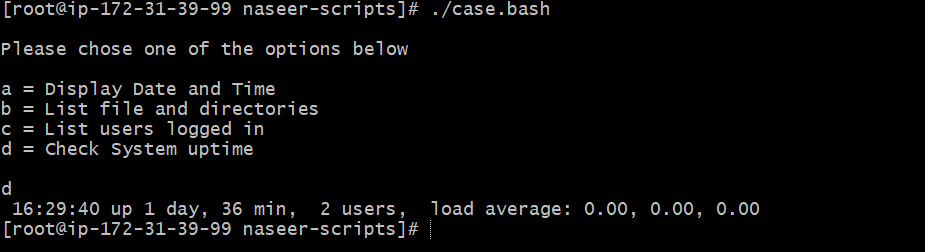 [root@ip-172-31-39-99 naseer-scripts]# ./case.bash
Please chose one of the options below
a = Display Date and Time
b = List file and directories
c = List users logged in
d = Check System uptime
d
 16:29:40 up 1 day, 36 min,  2 users,  load average: 0.00, 0.00, 0.00
[root@ip-172-31-39-99 naseer-scripts]#